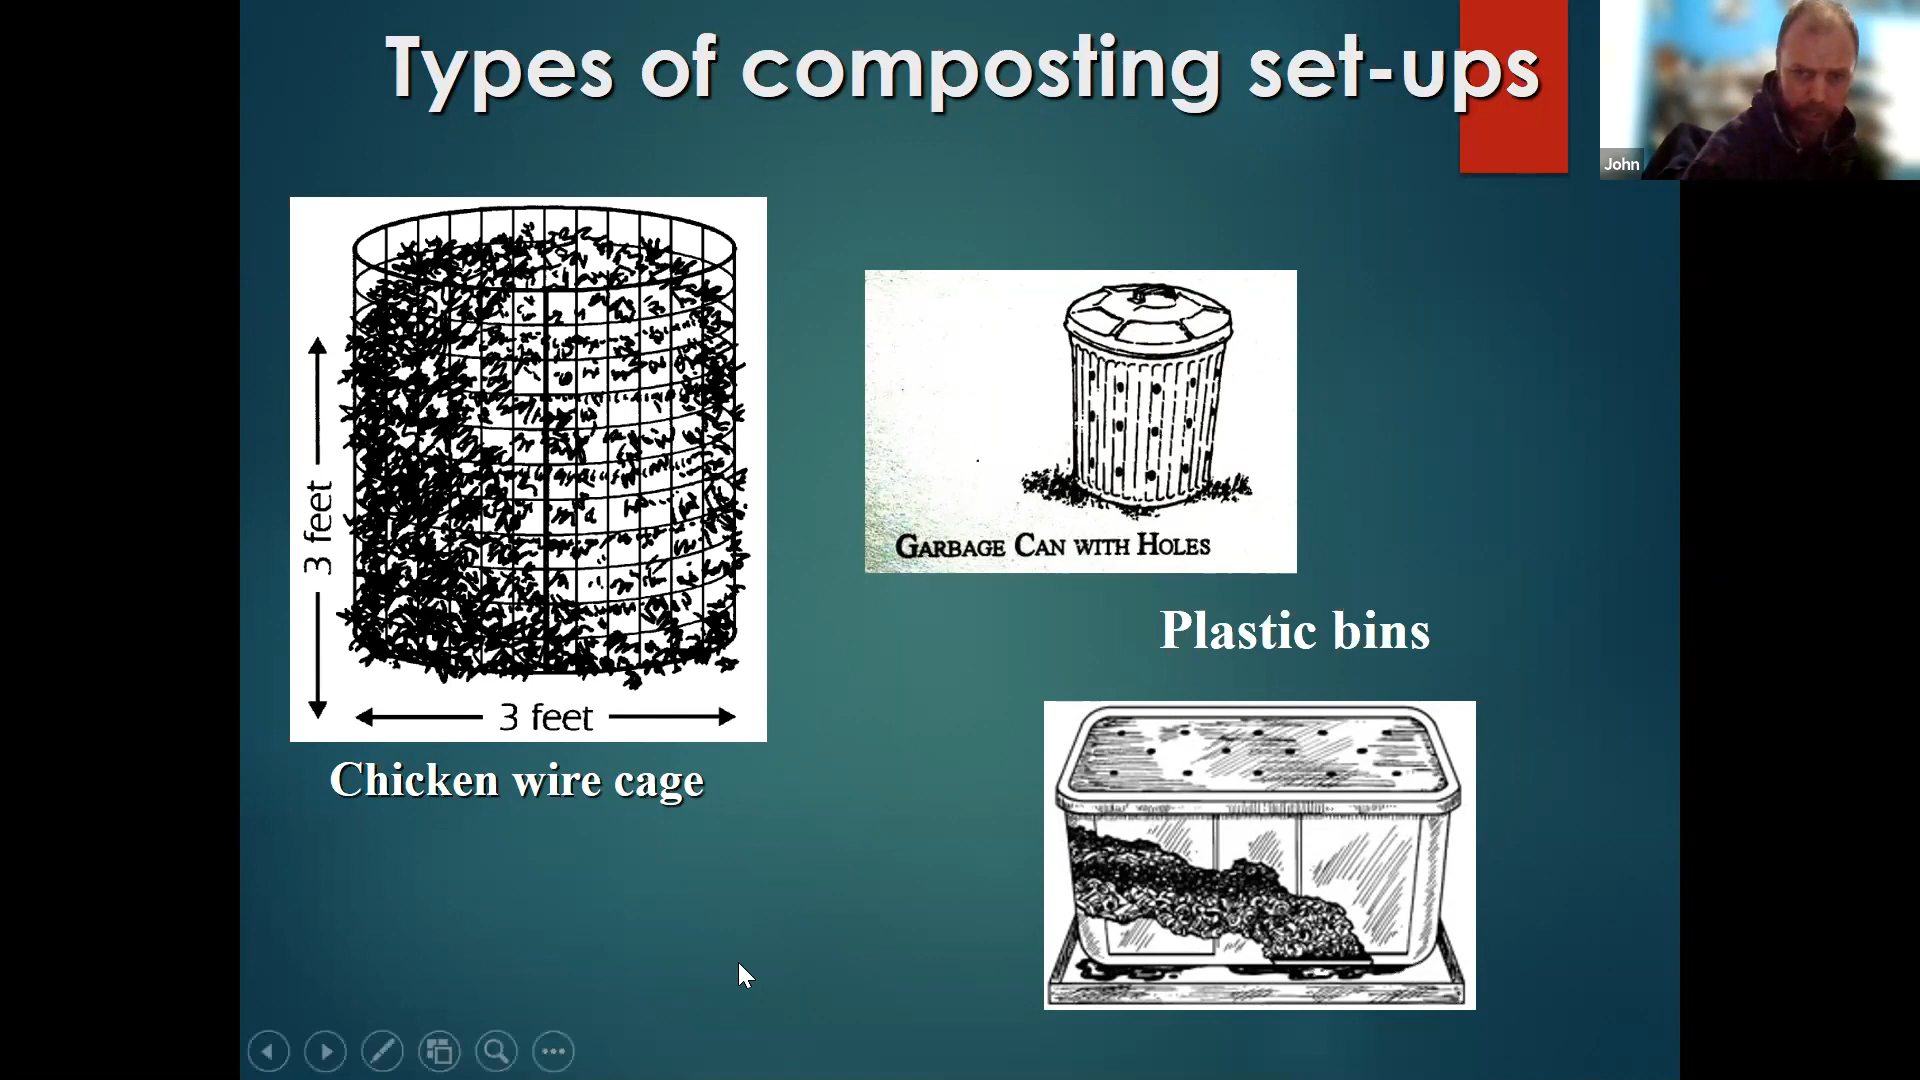 Types of composting set-ups
John
3 feet
3 feet
Chicken wire cage
GARBAGE CAN WITH HOLES
Plastic bins